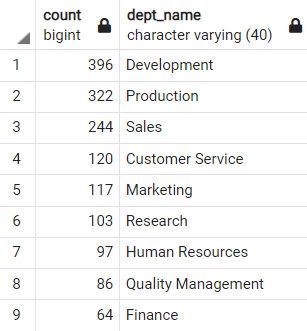 count dept_name
bigint character varying (40)
1 396 Development
2 322 Production
3 244 Sales
4 120 Customer Service
5 117 Marketing
6 103 Research
7 97 Human Resources
8 86 Quality Management
9 64 Finance